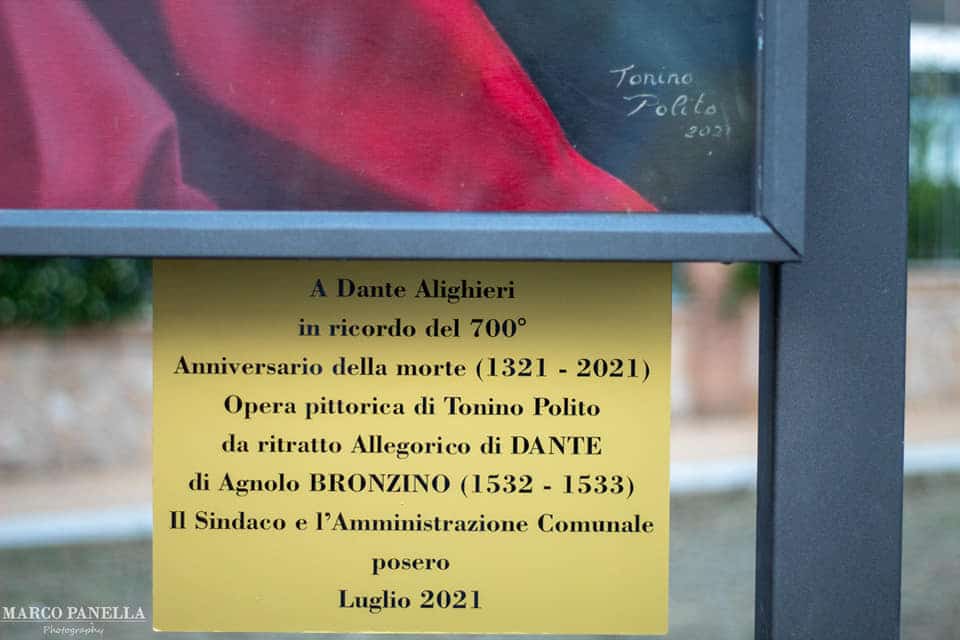 Tonino
Polito
2021
A Dante Alighieri
in ricordo del 700°
Anniversario della morte (1321 - 2021)
Opera pittorica di Tonino Polito
da ritratto Allegorico di DANTE
di Agnolo BRONZINO (1532 - 1533)
Il Sindaco e l'Amministrazione Comunale
posero
Luglio 2021
MARCO PANELLA
Photography